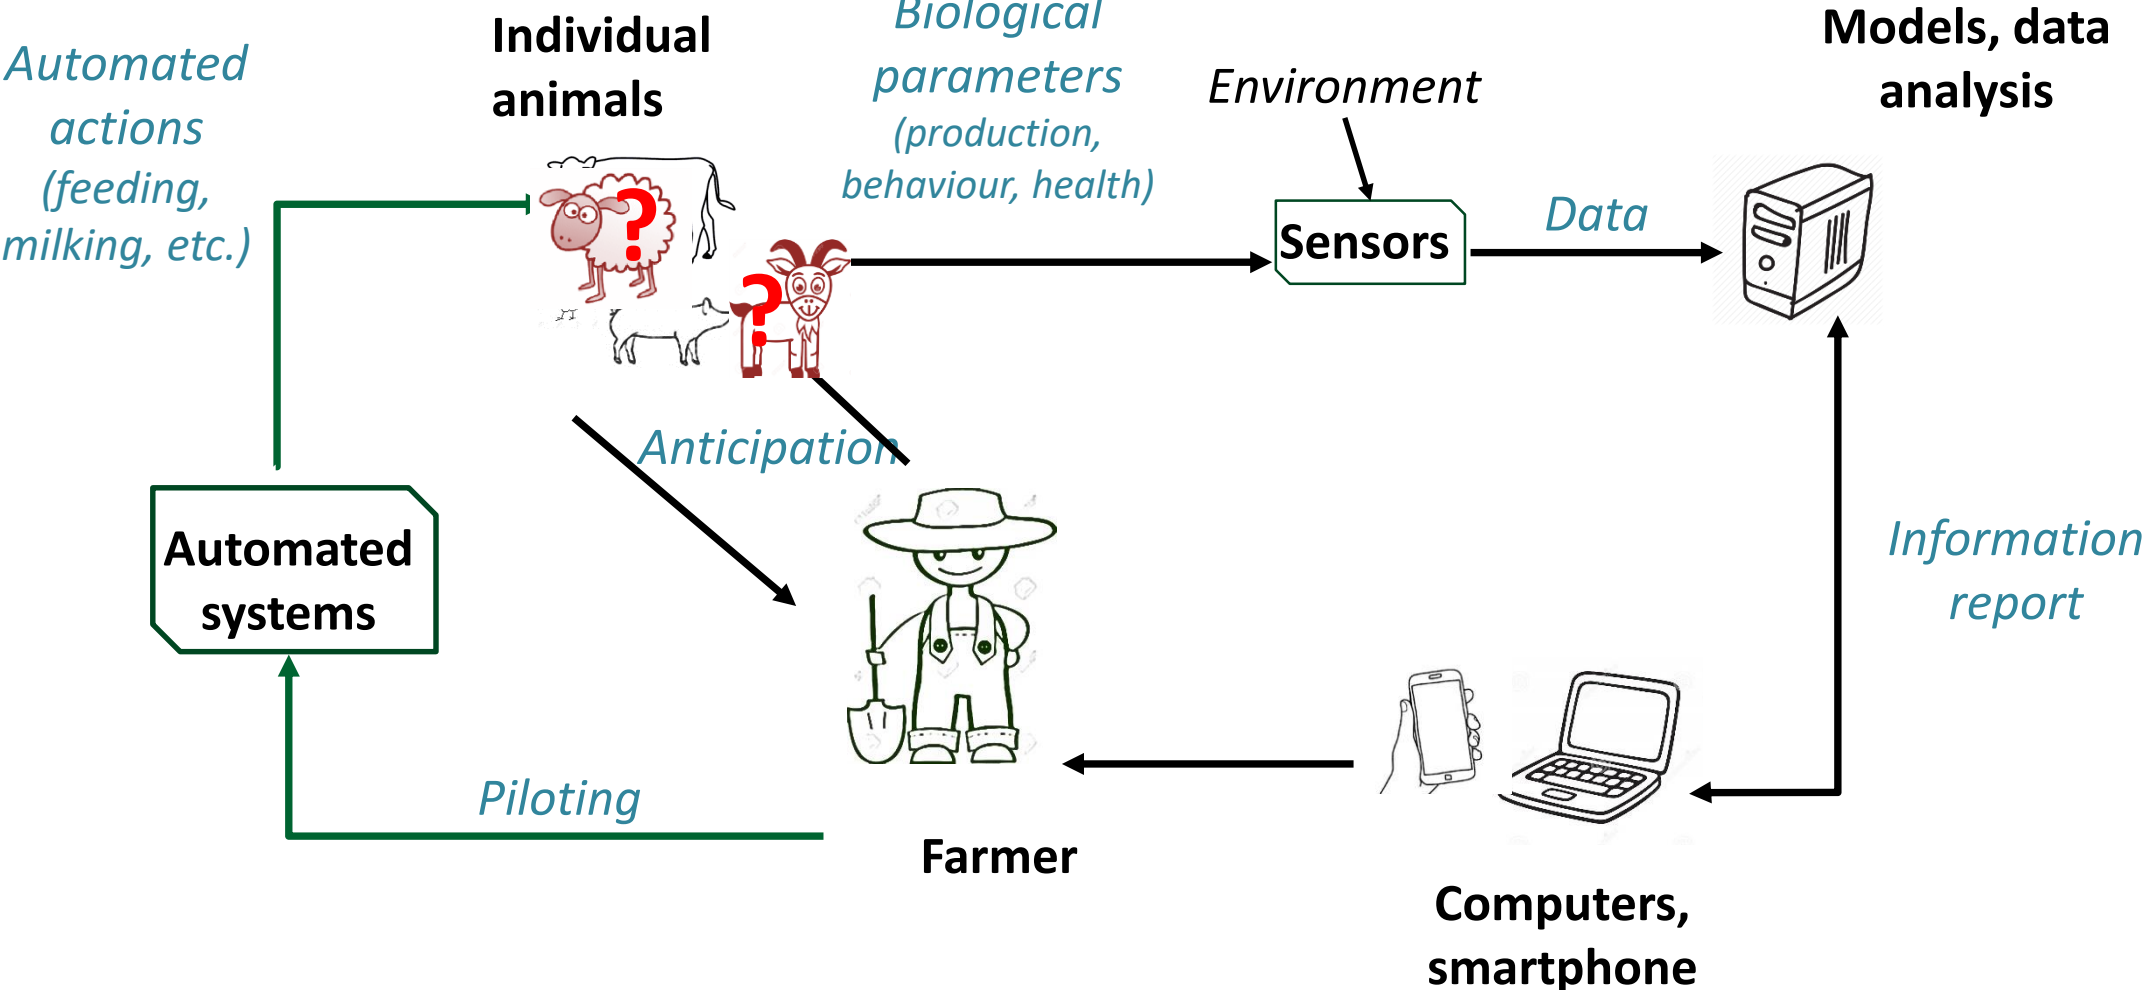 Automated
actions
(feeding,
milking, etc.)
Individual
animals
?
?
Biological
parameters
(production,
behaviour, health)
Environment
Sensors
Data
Models, data
analysis
Anticipation
Automated
systems
Information
report
Piloting
Farmer
Computers,
smartphone